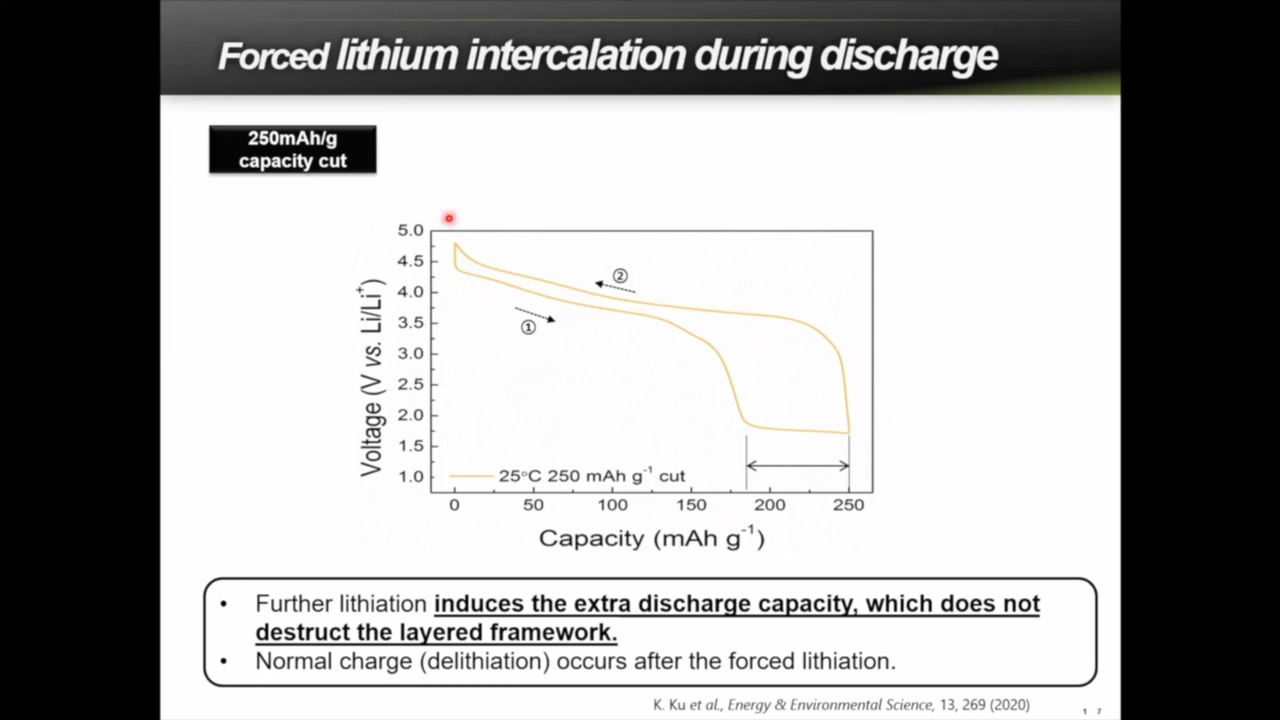 Forced lithium intercalation during discharge
250mAh/g
capacity cut
5.0
4.5
4.0
3.5
3.0
2.5
2.0
1.5
1.0
Voltage (V vs. Li/Li⁺)
②
①
25°C 250 mAh g⁻¹ cut
0 50 100 150 200 250
Capacity (mAh g⁻¹)
• Further lithiation induces the extra discharge capacity, which does not
destruct the layered framework.
• Normal charge (delithiation) occurs after the forced lithiation.
K. Ku et al., Energy & Environmental Science, 13, 269 (2020)
1 7